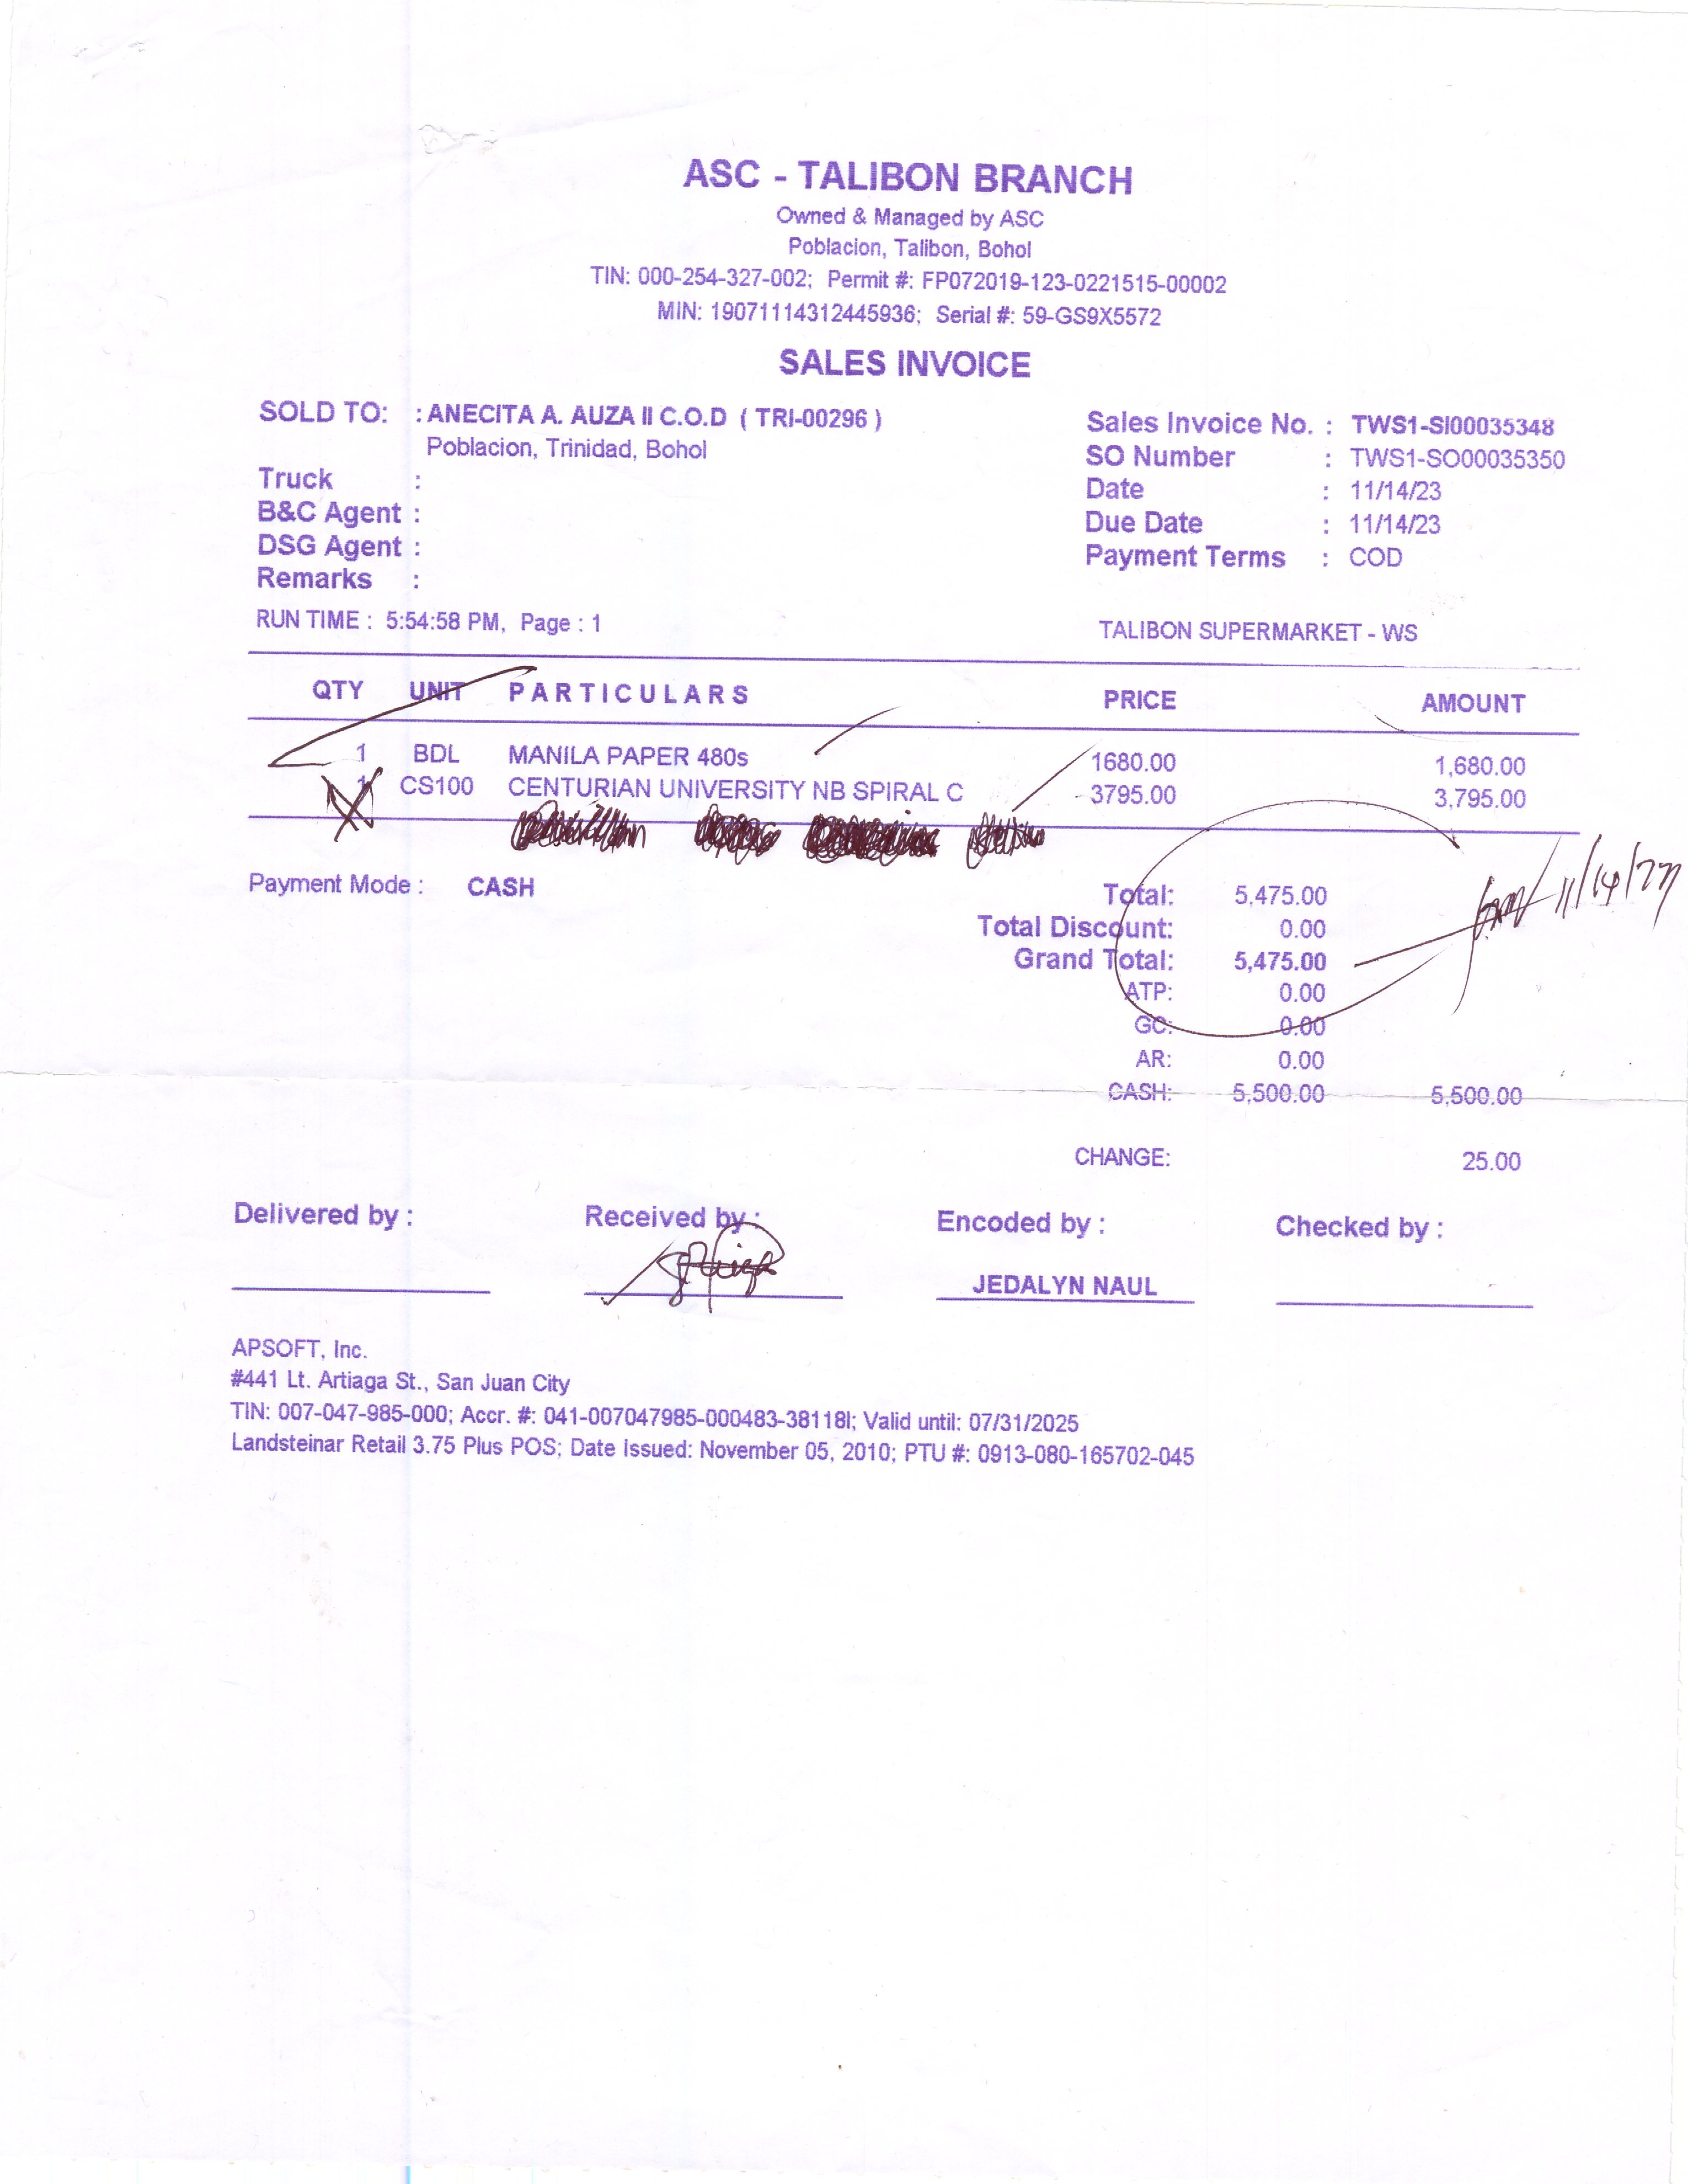 ASC - TALIBON BRANCH
Owned & Managed by ASC
Poblacion, Talibon, Bohol
TIN: 000-254-327-002; Permit #: FP072019-123-0221515-00002
MIN: 19071114312445936; Serial #: 59-GS9X5572
SALES INVOICE
SOLD TO: : ANECITA A. AUZA II C.O.D ( TRI-00296 ) Sales Invoice No. : TWS1-SI00035348
Poblacion, Trinidad, Bohol SO Number : TWS1-SO00035350
Truck : Date : 11/14/23
B&C Agent : Due Date : 11/14/23
DSG Agent : Payment Terms : COD
Remarks :
RUN TIME : 5:54:58 PM, Page : 1 TALIBON SUPERMARKET - WS
QTY UNIT PARTICULARS PRICE AMOUNT
1 BDL MANILA PAPER 480s 1680.00 1,680.00
1 CS100 CENTURIAN UNIVERSITY NB SPIRAL C 3795.00 3,795.00
Payment Mode : CASH Total: 5,475.00
Total Discount: 0.00
Grand Total: 5,475.00
ATP: 0.00
GC: 0.00
AR: 0.00
CASH: 5,500.00 5,500.00
CHANGE: 25.00
Delivered by : Received by : Encoded by : Checked by :
JEDALYN NAUL
APSOFT, Inc.
#441 Lt. Artiaga St., San Juan City
TIN: 007-047-985-000; Accr. #: 041-007047985-000483-38118I; Valid until: 07/31/2025
Landsteinar Retail 3.75 Plus POS; Date Issued: November 05, 2010; PTU #: 0913-080-165702-045